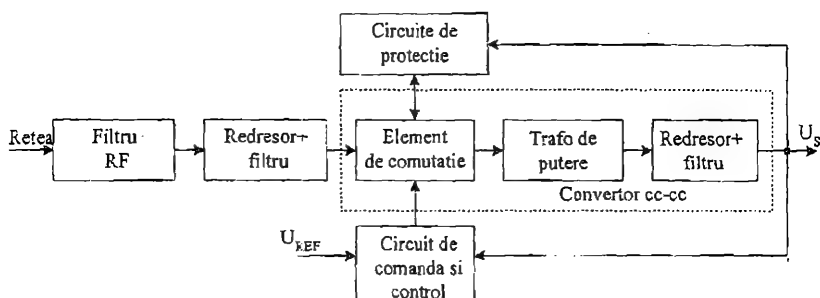 Circuite de
protectie
Retea
Filtru
RF
Redresor+
filtru
Element
de comutatie
Trafo de
putere
Redresor+
filtru
U_S
Convertor cc-cc
U_REF
Circuit de
comanda si
control